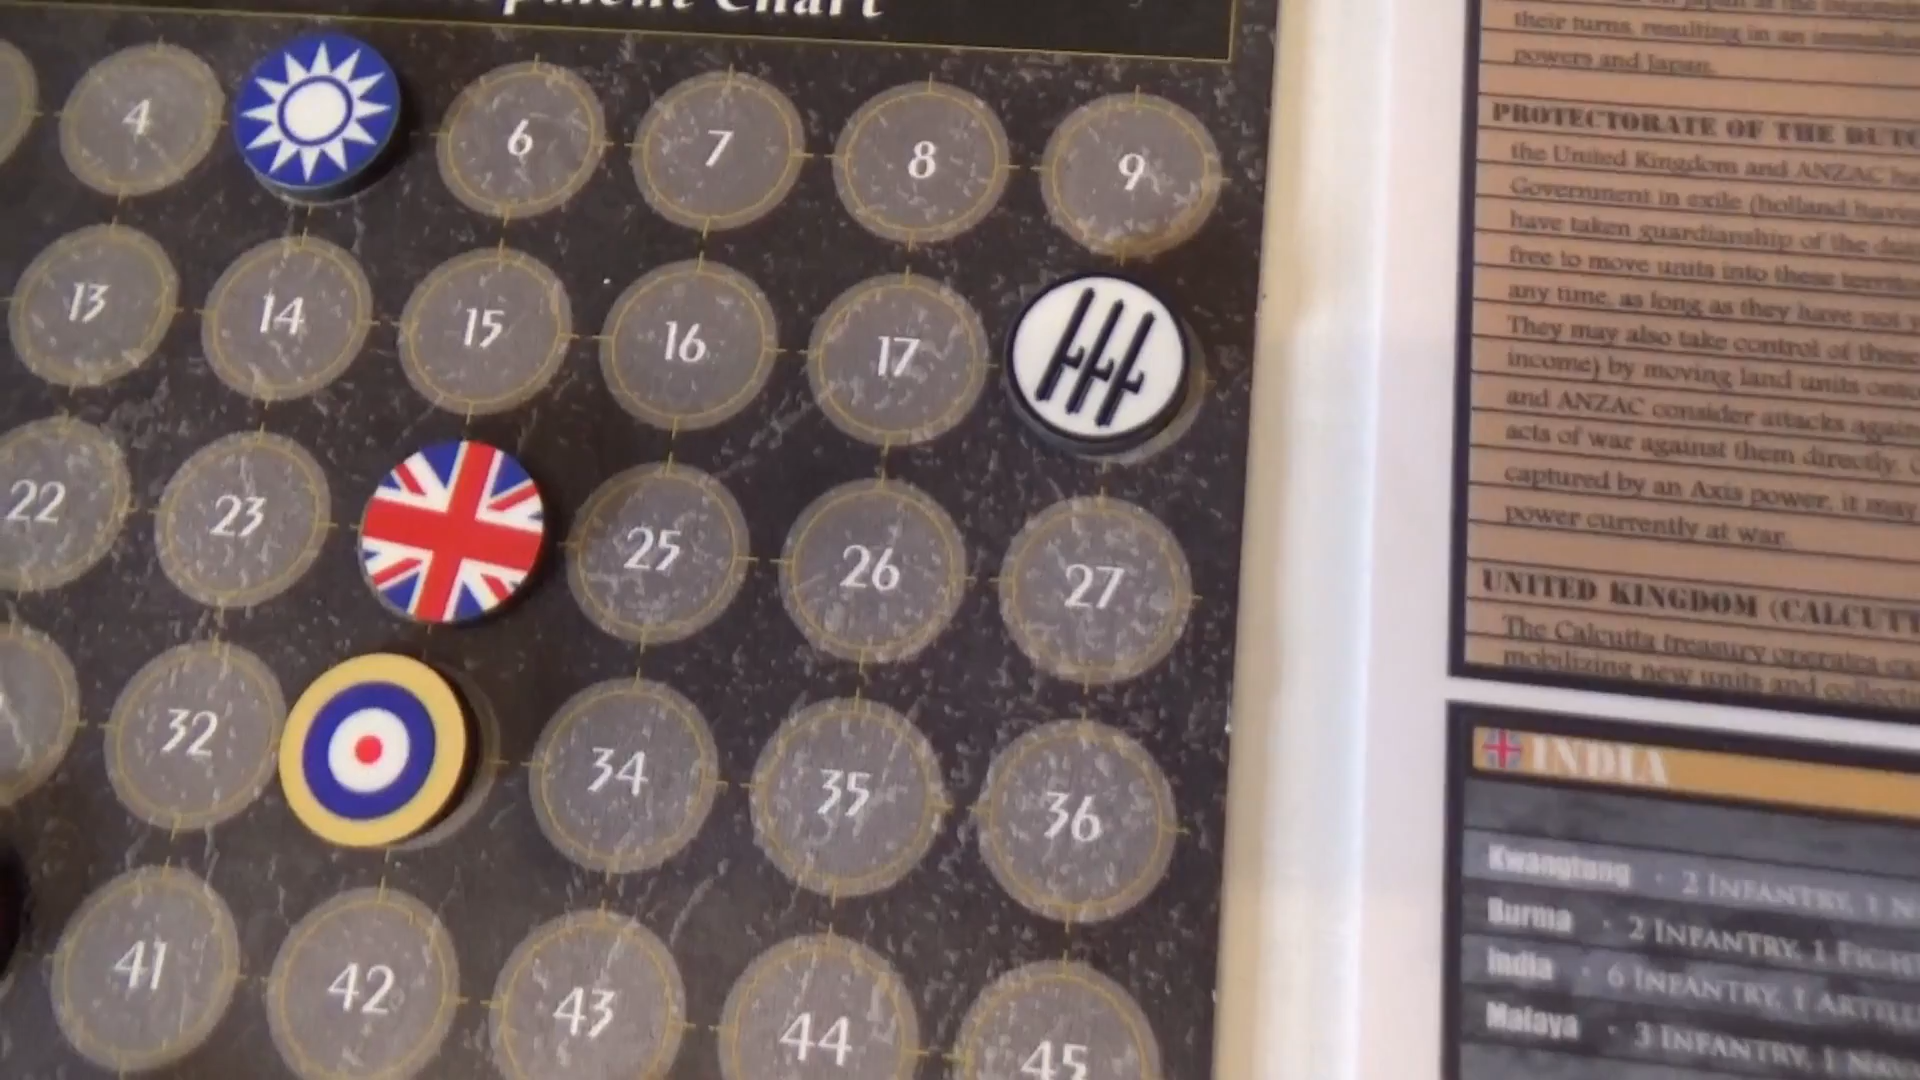 Chart
4
6
7
8
9
13
14
15
16
17
22
23
25
26
27
32
34
35
36
41
42
43
44
45
their turns, resulting in an
powers and Japan.
PROTECTORATE OF THE
the United Kingdom and ANZAC
Government in exile (holland
have taken guardianship of the
free to move units into these
any time, as long as they have not
They may also take control of these
income) by moving land units
and ANZAC consider attacks
acts of war against them directly.
captured by an Axis power, it may
power currently at war.
UNITED KINGDOM
The Calcutta treasury operates
mobilizing new units and
INDIA
Kwangtung · 2 INFANTRY, 1
Burma · 2 INFANTRY, 1
India · 6 INFANTRY, 1
Malaya · 3 INFANTRY, 1